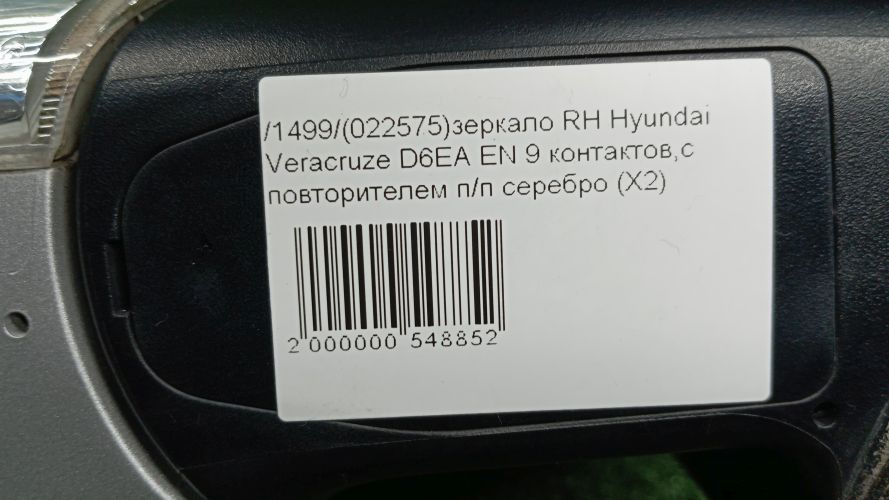 /1499/(022575)зеркало RH Hyundai
Veracruze D6EA EN 9 контактов,с
повторителем п/п серебро (X2)
2 000000 548852